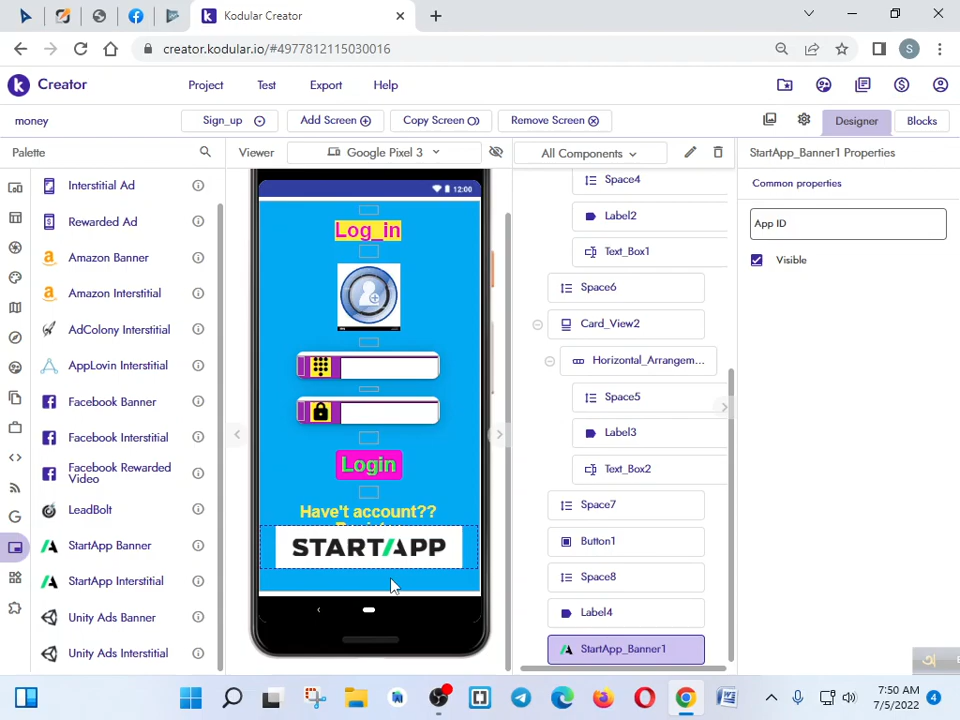 Kodular Creator
creator.kodular.io/#4977812115030016
S
Creator
Project
Test
Export
Help
money
Sign_up
Add Screen
Copy Screen
Remove Screen
Designer
Blocks
Palette
Viewer
Google Pixel 3
All Components
StartApp_Banner1 Properties
Interstitial Ad
Rewarded Ad
Amazon Banner
Amazon Interstitial
AdColony Interstitial
AppLovin Interstitial
Facebook Banner
Facebook Interstitial
Facebook Rewarded
Video
LeadBolt
StartApp Banner
StartApp Interstitial
Unity Ads Banner
Unity Ads Interstitial
12:00
Log_in
Login
Have't account??
STARTAPP
Space4
Label2
Text_Box1
Space6
Card_View2
Horizontal_Arrangem...
Space5
Label3
Text_Box2
Space7
Button1
Space8
Label4
StartApp_Banner1
Common properties
App ID
Visible
7:50 AM
7/5/2022
4